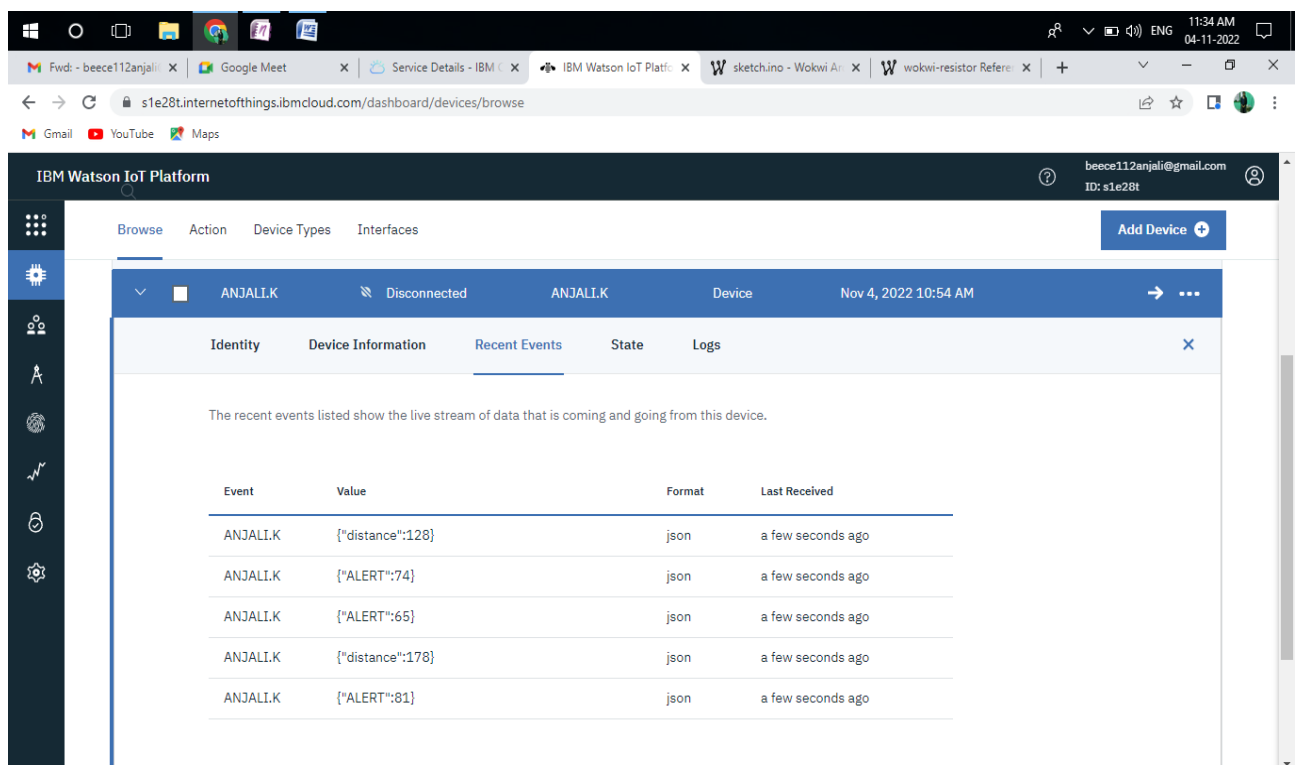 ENG
11:34 AM
04-11-2022
Fwd: - beece112anjali
Google Meet
Service Details - IBM C
IBM Watson IoT Platfo
sketch.ino - Wokwi Ar
wokwi-resistor Refere
s1e28t.internetofthings.ibmcloud.com/dashboard/devices/browse
Gmail YouTube Maps
IBM Watson IoT Platform
beece112anjali@gmail.com
ID: s1e28t
Browse Action Device Types Interfaces
Add Device
ANJALI.K Disconnected ANJALI.K Device Nov 4, 2022 10:54 AM
Identity Device Information Recent Events State Logs
The recent events listed show the live stream of data that is coming and going from this device.
Event Value Format Last Received
ANJALI.K {"distance":128} json a few seconds ago
ANJALI.K {"ALERT":74} json a few seconds ago
ANJALI.K {"ALERT":65} json a few seconds ago
ANJALI.K {"distance":178} json a few seconds ago
ANJALI.K {"ALERT":81} json a few seconds ago